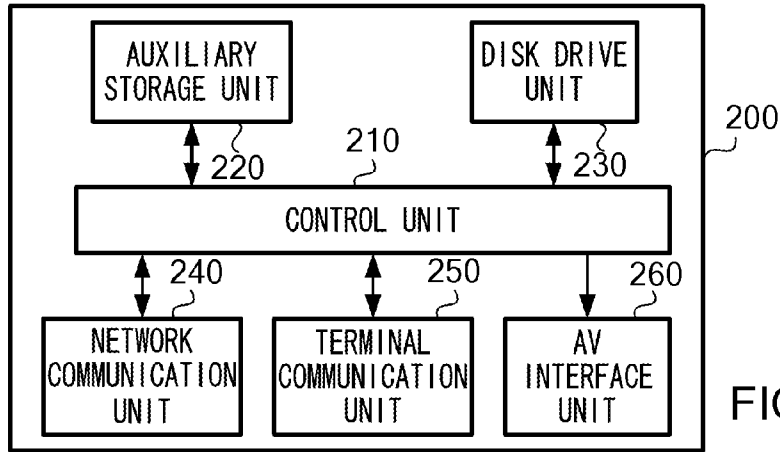 AUXILIARY
STORAGE UNIT
DISK DRIVE
UNIT
200
220
210
230
CONTROL UNIT
240
250
260
NETWORK
COMMUNICATION
UNIT
TERMINAL
COMMUNICATION
UNIT
AV
INTERFACE
UNIT
FIG